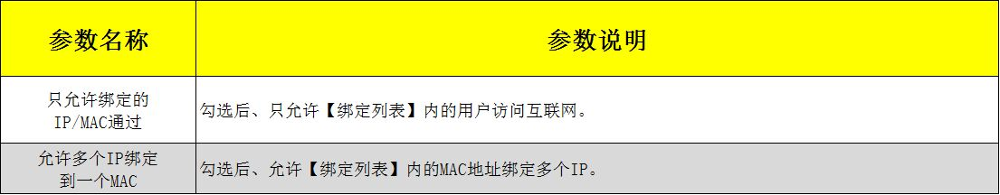 参数名称
参数说明
只允许绑定的
IP/MAC通过
勾选后、只允许【绑定列表】内的用户访问互联网。
允许多个IP绑定
到一个MAC
勾选后、允许【绑定列表】内的MAC地址绑定多个IP。